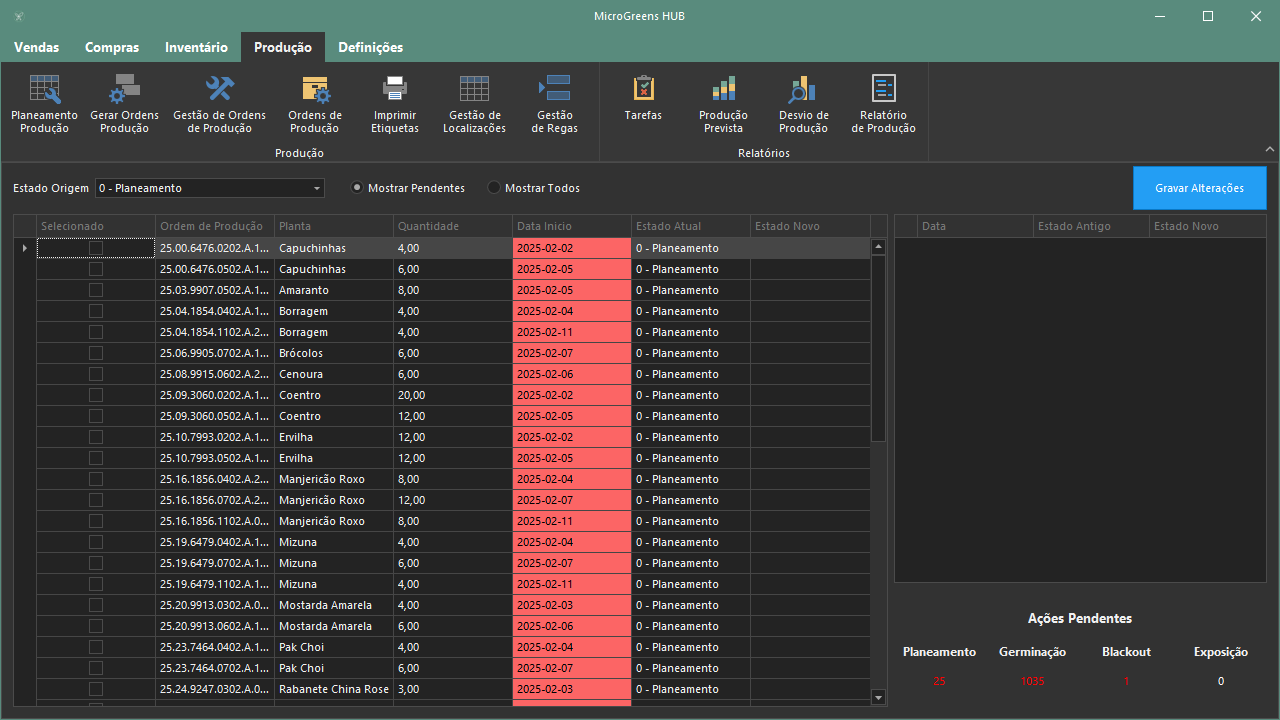 MicroGreens HUB
Vendas Compras Inventário Produção Definições
Planeamento Produção
Gerar Ordens Produção
Gestão de Ordens de Produção
Ordens de Produção
Imprimir Etiquetas
Gestão de Localizações
Gestão de Regas
Tarefas
Produção Prevista
Desvio de Produção
Relatório de Produção
Produção Relatórios
Estado Origem 0 - Planeamento Mostrar Pendentes Mostrar Todos Gravar Alterações
Selecionado Ordem de Produção Planta Quantidade Data Inicio Estado Atual Estado Novo
25.00.6476.0202.A.1... Capuchinhas 4,00 2025-02-02 0 - Planeamento
25.00.6476.0502.A.1... Capuchinhas 6,00 2025-02-05 0 - Planeamento
25.03.9907.0502.A.1... Amaranto 8,00 2025-02-05 0 - Planeamento
25.04.1854.0402.A.1... Borragem 4,00 2025-02-04 0 - Planeamento
25.04.1854.1102.A.2... Borragem 4,00 2025-02-11 0 - Planeamento
25.06.9905.0702.A.1... Brócolos 6,00 2025-02-07 0 - Planeamento
25.08.9915.0602.A.2... Cenoura 6,00 2025-02-06 0 - Planeamento
25.09.3060.0202.A.1... Coentro 20,00 2025-02-02 0 - Planeamento
25.09.3060.0502.A.1... Coentro 12,00 2025-02-05 0 - Planeamento
25.10.7993.0202.A.1... Ervilha 12,00 2025-02-02 0 - Planeamento
25.10.7993.0502.A.1... Ervilha 12,00 2025-02-05 0 - Planeamento
25.16.1856.0402.A.2... Manjericão Roxo 8,00 2025-02-04 0 - Planeamento
25.16.1856.0702.A.2... Manjericão Roxo 12,00 2025-02-07 0 - Planeamento
25.16.1856.1102.A.0... Manjericão Roxo 8,00 2025-02-11 0 - Planeamento
25.19.6479.0402.A.1... Mizuna 4,00 2025-02-04 0 - Planeamento
25.19.6479.0702.A.1... Mizuna 6,00 2025-02-07 0 - Planeamento
25.19.6479.1102.A.1... Mizuna 4,00 2025-02-11 0 - Planeamento
25.20.9913.0302.A.0... Mostarda Amarela 4,00 2025-02-03 0 - Planeamento
25.20.9913.0602.A.1... Mostarda Amarela 6,00 2025-02-06 0 - Planeamento
25.23.7464.0402.A.1... Pak Choi 4,00 2025-02-04 0 - Planeamento
25.23.7464.0702.A.1... Pak Choi 6,00 2025-02-07 0 - Planeamento
25.24.9247.0302.A.0... Rabanete China Rose 3,00 2025-02-03 0 - Planeamento
Data Estado Antigo Estado Novo
Ações Pendentes
Planeamento Germinação Blackout Exposição
25 1035 1 0